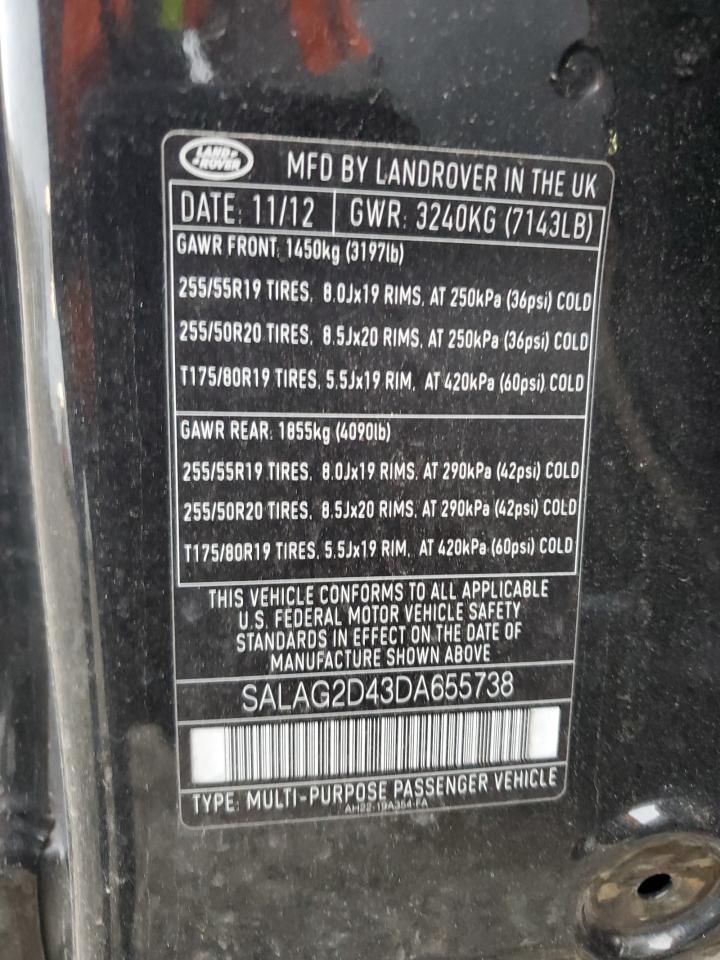 LAND
ROVER
MFD BY LANDROVER IN THE UK
DATE: 11/12 GWR: 3240KG (7143LB)
GAWR FRONT: 1450kg (3197lb)
255/55R19 TIRES, 8.0Jx19 RIMS, AT 250kPa (36psi) COLD
255/50R20 TIRES, 8.5Jx20 RIMS, AT 250kPa (36psi) COLD
T175/80R19 TIRES, 5.5Jx19 RIM, AT 420kPa (60psi) COLD
GAWR REAR: 1855kg (4090lb)
255/55R19 TIRES, 8.0Jx19 RIMS, AT 290kPa (42psi) COLD
255/50R20 TIRES, 8.5Jx20 RIMS, AT 290kPa (42psi) COLD
T175/80R19 TIRES, 5.5Jx19 RIM, AT 420kPa (60psi) COLD
THIS VEHICLE CONFORMS TO ALL APPLICABLE
U.S. FEDERAL MOTOR VEHICLE SAFETY
STANDARDS IN EFFECT ON THE DATE OF
MANUFACTURE SHOWN ABOVE
SALAG2D43DA655738
TYPE: MULTI-PURPOSE PASSENGER VEHICLE
AH22-19A354-FA